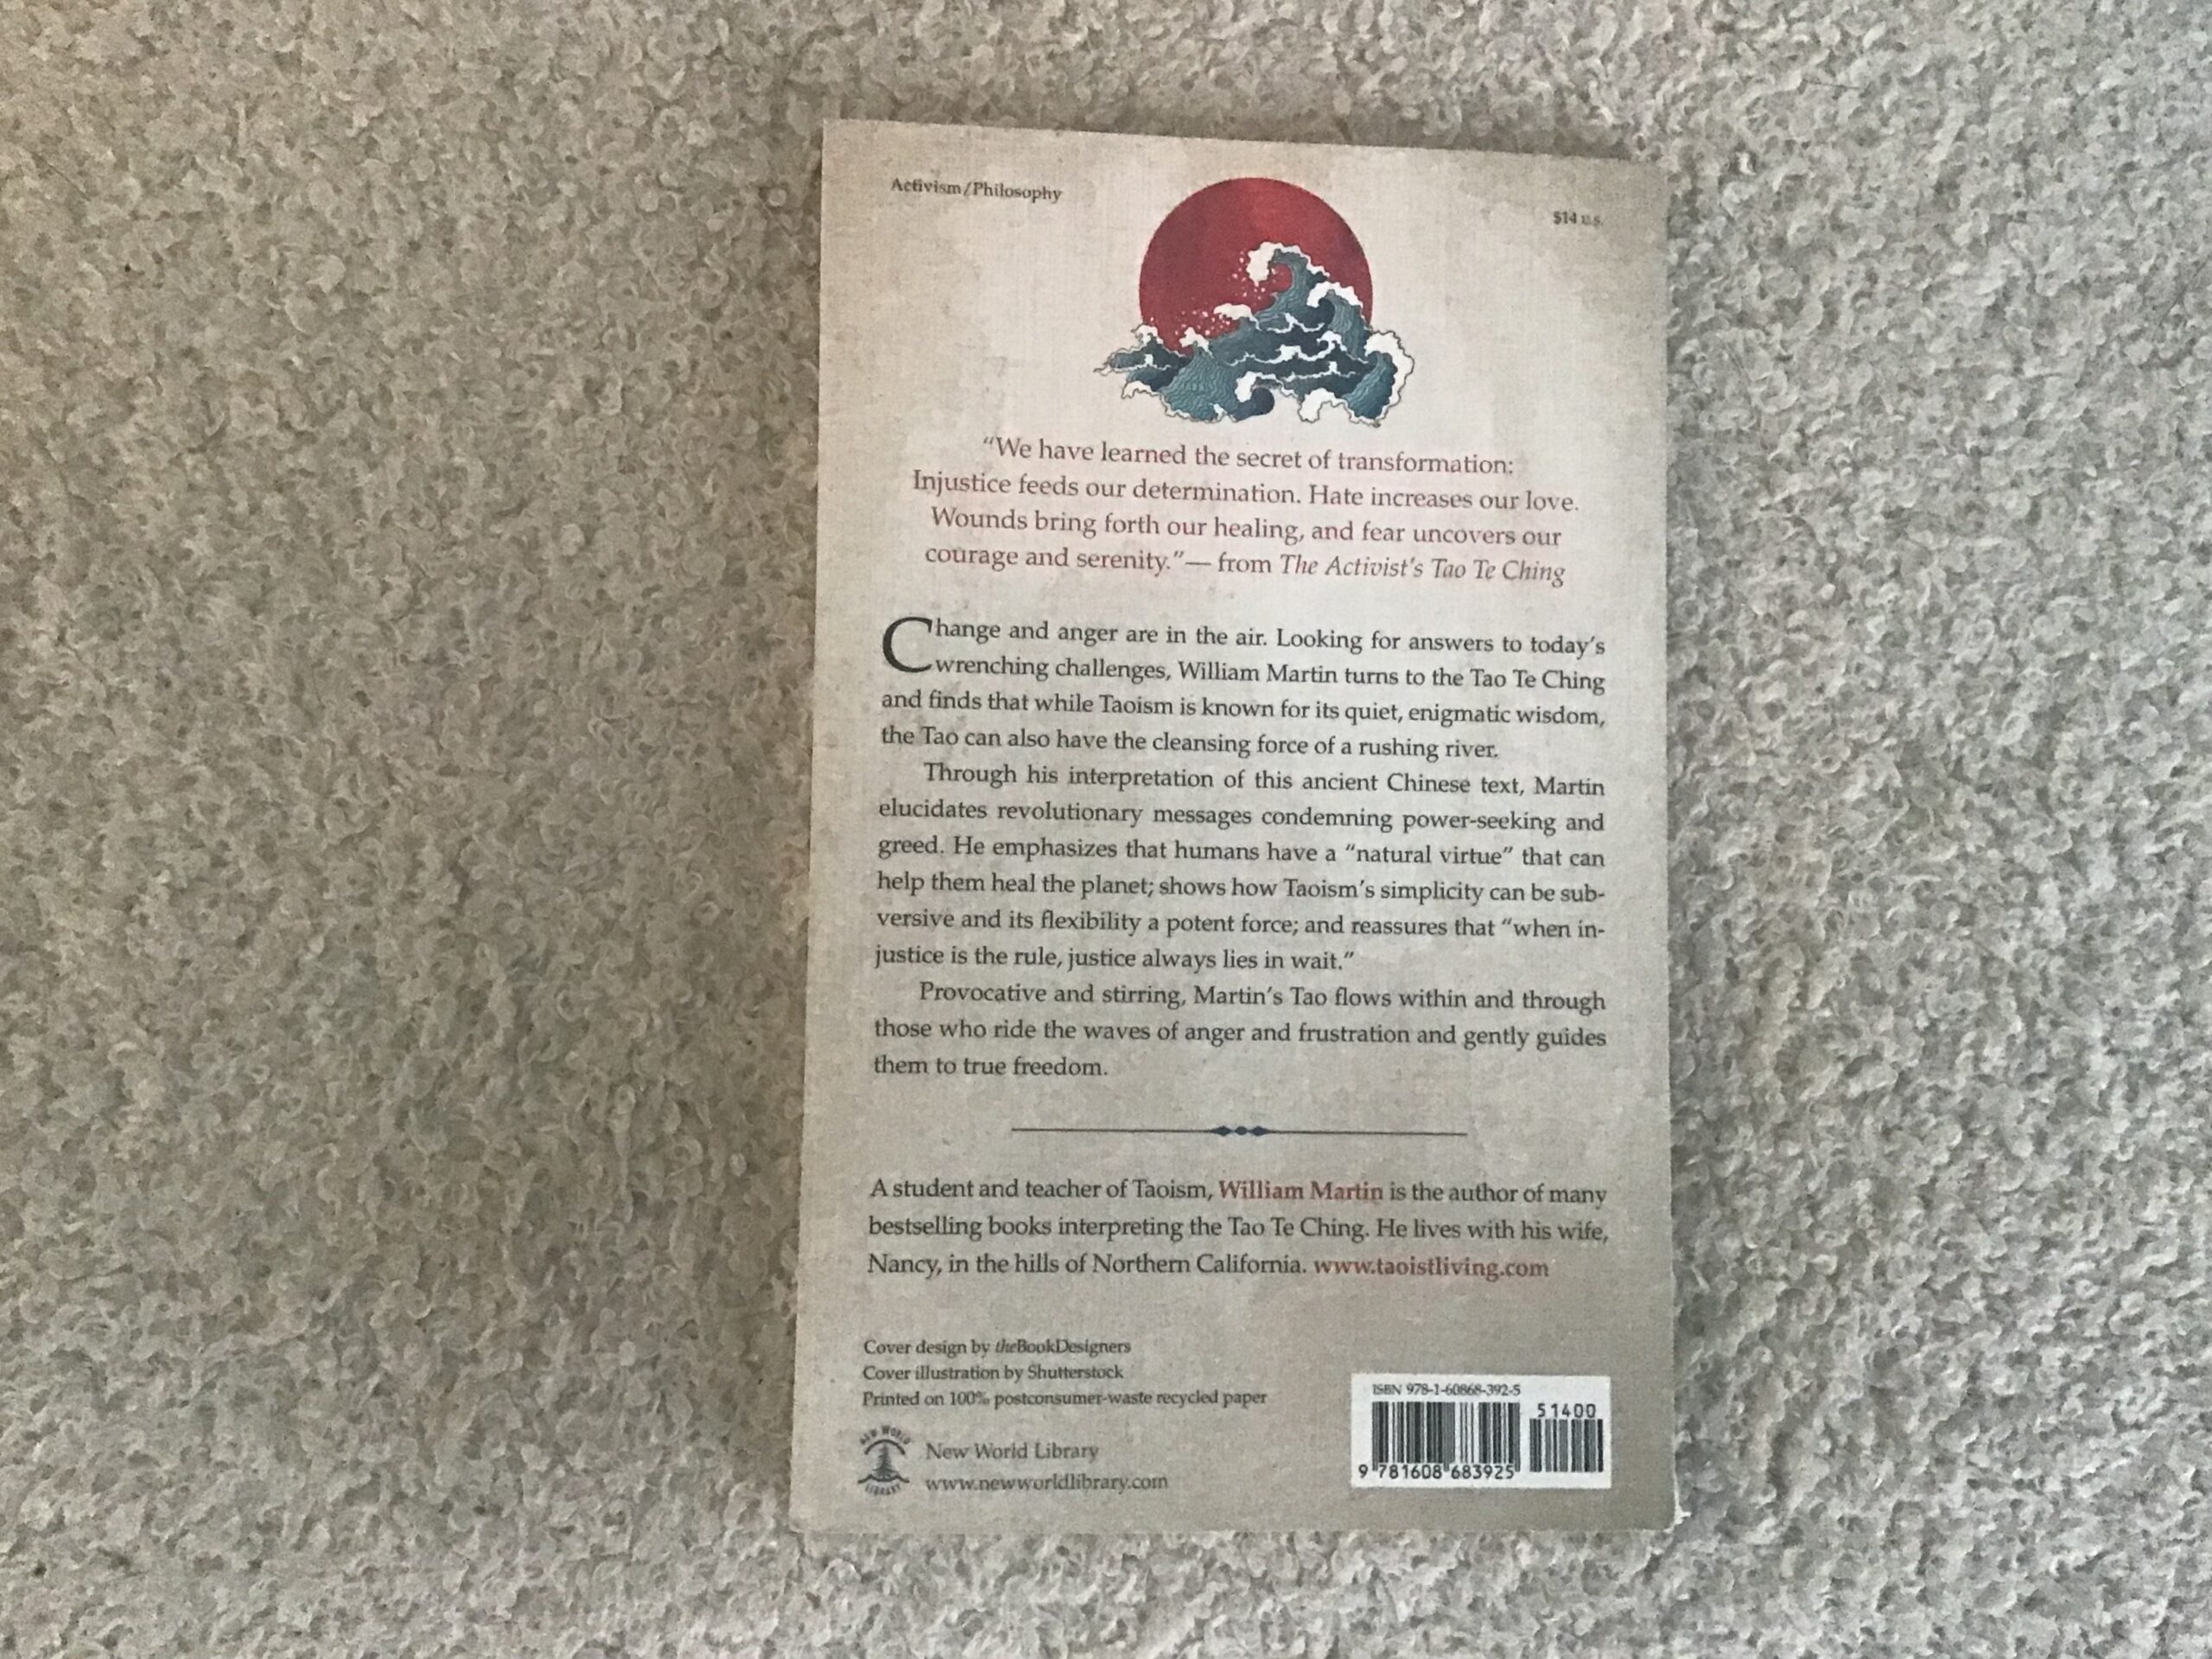 Activism/Philosophy
$14 U.S.
“We have learned the secret of transformation:
Injustice feeds our determination. Hate increases our love.
Wounds bring forth our healing, and fear uncovers our
courage and serenity.”— from The Activist’s Tao Te Ching
Change and anger are in the air. Looking for answers to today’s
wrenching challenges, William Martin turns to the Tao Te Ching
and finds that while Taoism is known for its quiet, enigmatic wisdom,
the Tao can also have the cleansing force of a rushing river.
Through his interpretation of this ancient Chinese text, Martin
elucidates revolutionary messages condemning power-seeking and
greed. He emphasizes that humans have a “natural virtue” that can
help them heal the planet; shows how Taoism’s simplicity can be sub-
versive and its flexibility a potent force; and reassures that “when in-
justice is the rule, justice always lies in wait.”
Provocative and stirring, Martin’s Tao flows within and through
those who ride the waves of anger and frustration and gently guides
them to true freedom.
A student and teacher of Taoism, William Martin is the author of many
bestselling books interpreting the Tao Te Ching. He lives with his wife,
Nancy, in the hills of Northern California. www.taoistliving.com
Cover design by theBookDesigners
Cover illustration by Shutterstock
Printed on 100% postconsumer-waste recycled paper
NEW WORLD
LIBRARY
New World Library
www.newworldlibrary.com
ISBN 978-1-60868-392-5
51400
9 781608 683925